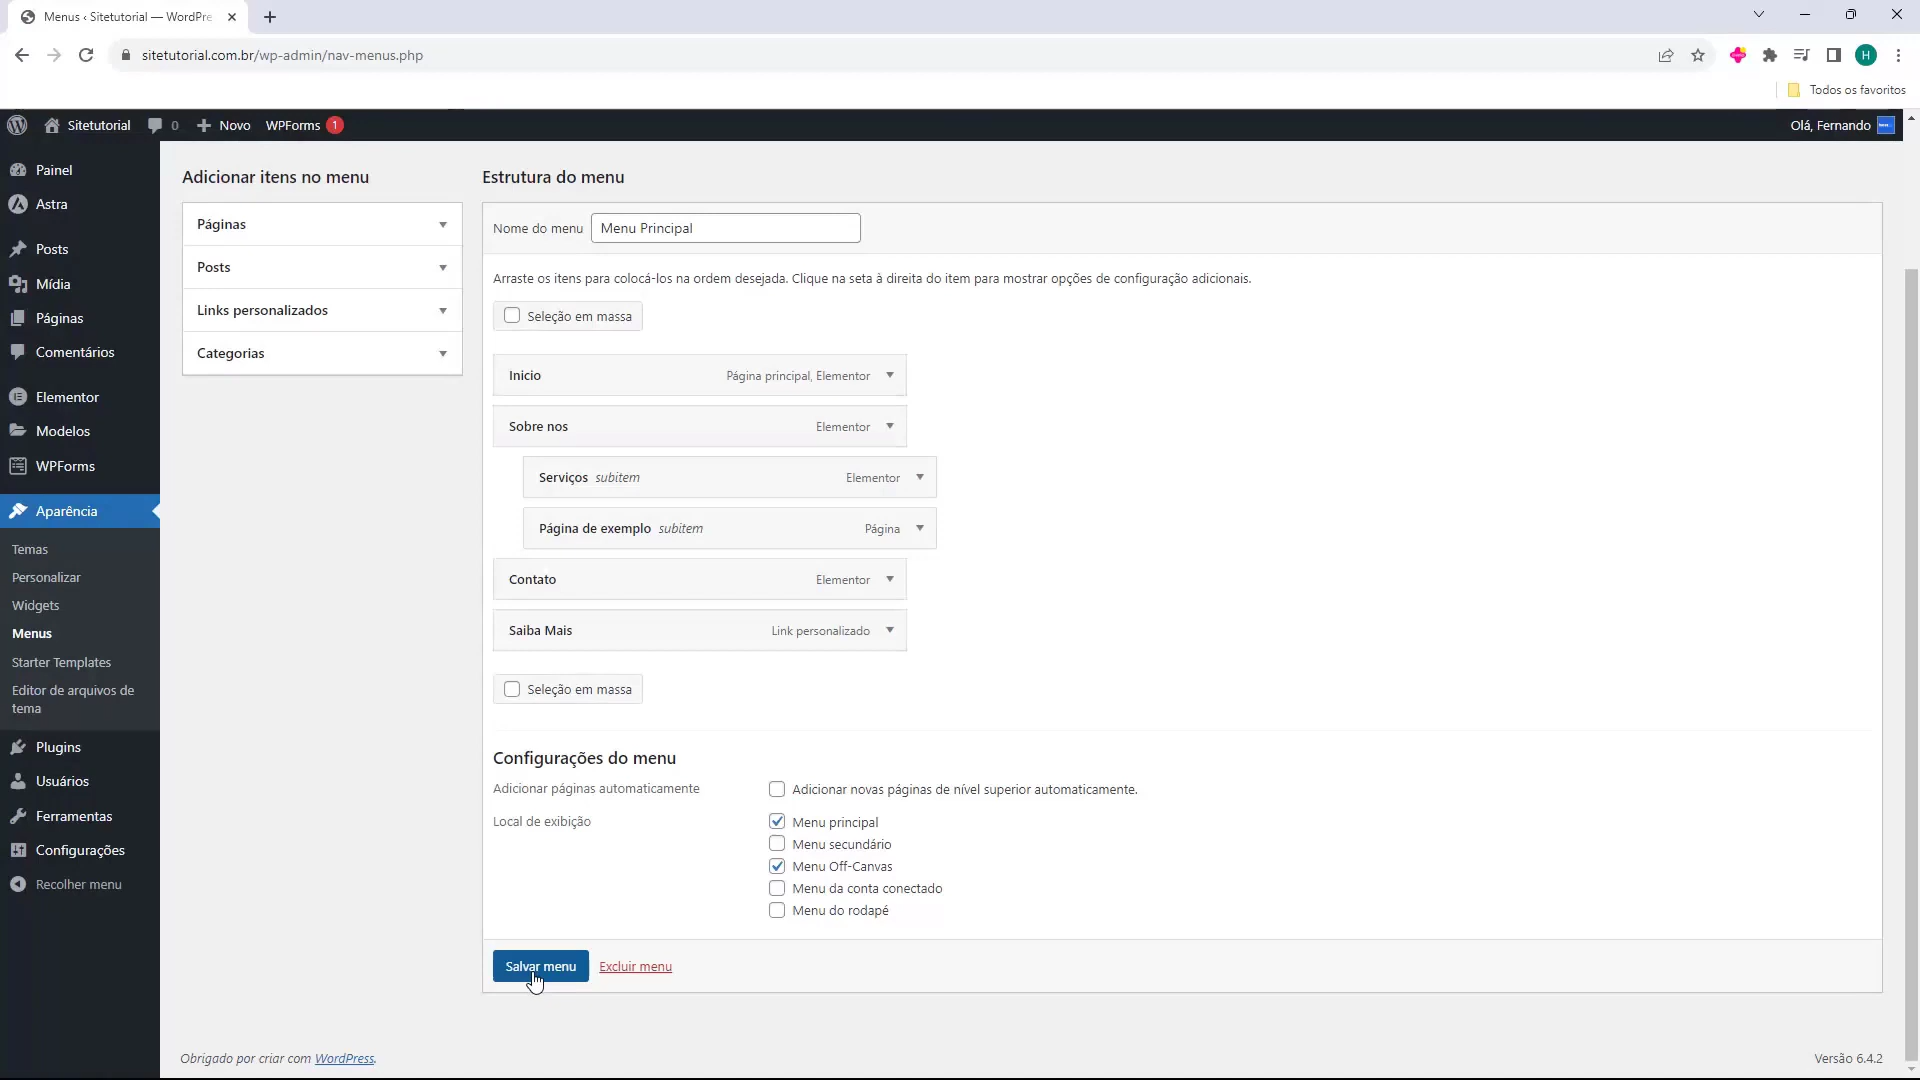 Menus ‹ Sitetutorial — WordPre
sitetutorial.com.br/wp-admin/nav-menus.php
H
Todos os favoritos
Sitetutorial 0 Novo WPForms 1
Olá, Fernando
Painel
Astra
Posts
Mídia
Páginas
Comentários
Elementor
Modelos
WPForms
Aparência
Temas
Personalizar
Widgets
Menus
Starter Templates
Editor de arquivos de
tema
Plugins
Usuários
Ferramentas
Configurações
Recolher menu
Adicionar itens no menu
Páginas
Posts
Links personalizados
Categorias
Estrutura do menu
Nome do menu Menu Principal
Arraste os itens para colocá-los na ordem desejada. Clique na seta à direita do item para mostrar opções de configuração adicionais.
Seleção em massa
Inicio Página principal, Elementor
Sobre nos Elementor
Serviços subitem Elementor
Página de exemplo subitem Página
Contato Elementor
Saiba Mais Link personalizado
Seleção em massa
Configurações do menu
Adicionar páginas automaticamente Adicionar novas páginas de nível superior automaticamente.
Local de exibição Menu principal
Menu secundário
Menu Off-Canvas
Menu da conta conectado
Menu do rodapé
Salvar menu Excluir menu
Obrigado por criar com WordPress.
Versão 6.4.2